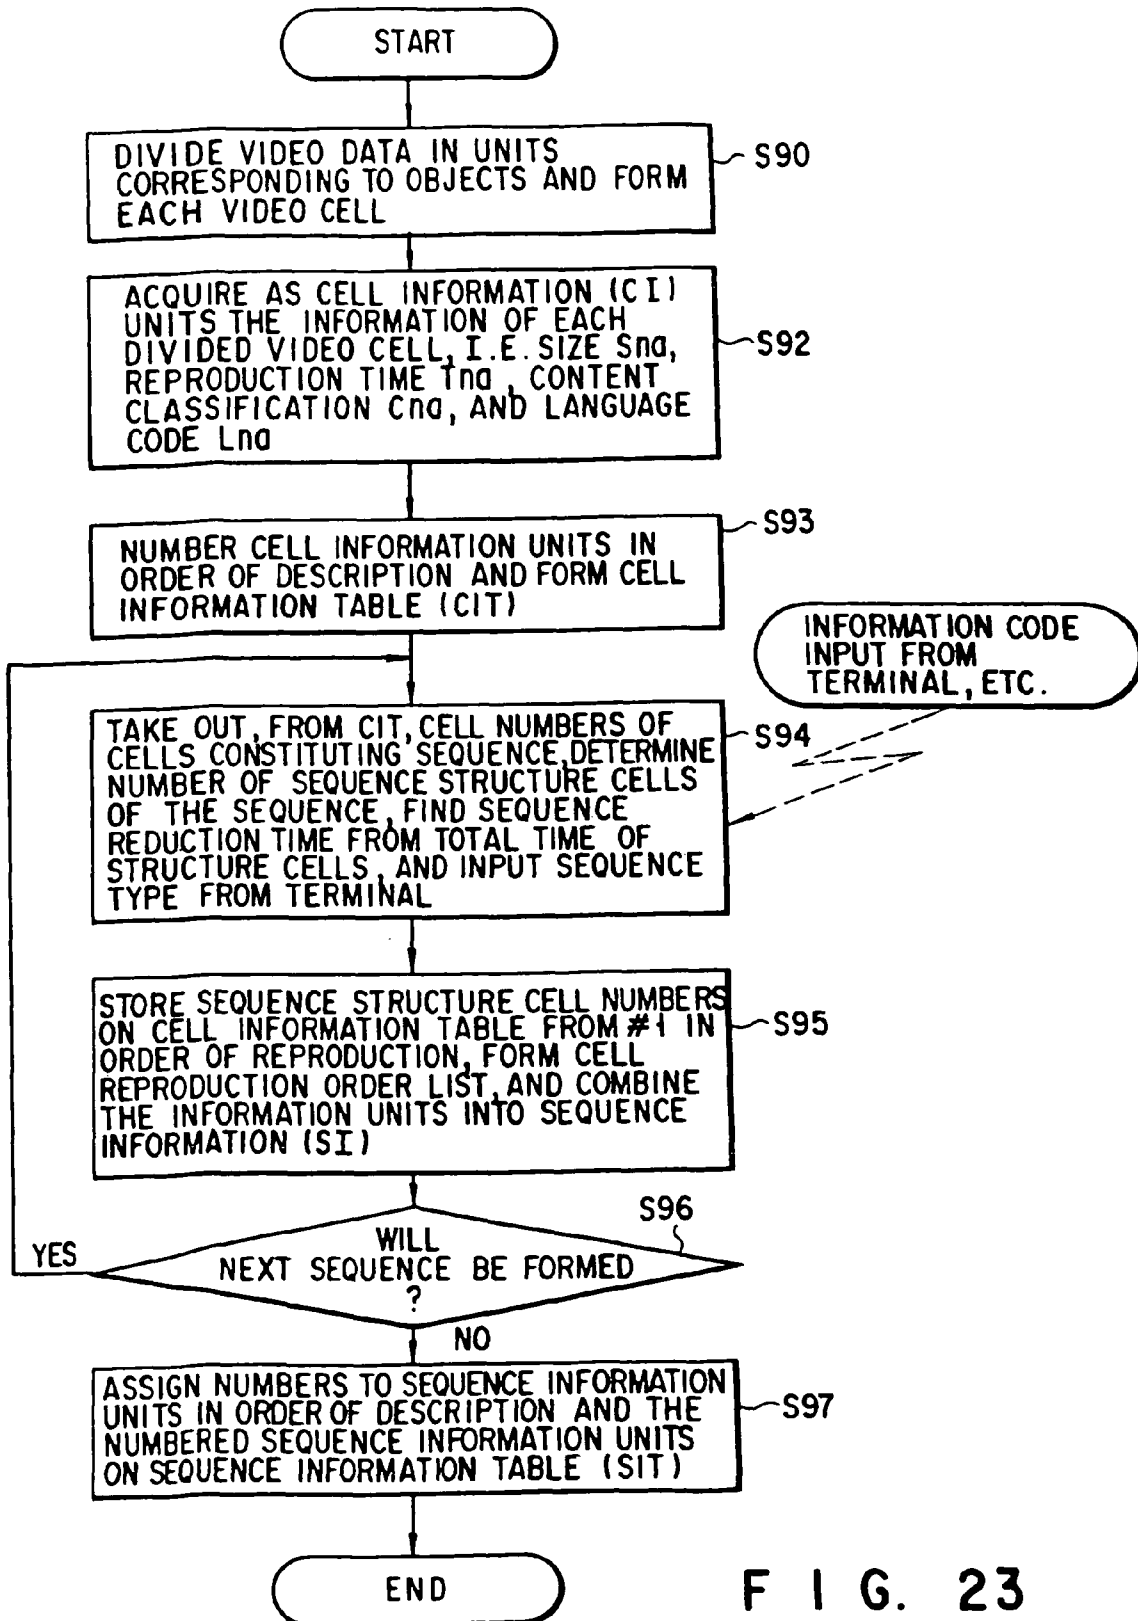 START
DIVIDE VIDEO DATA IN UNITS
CORRESPONDING TO OBJECTS AND FORM
EACH VIDEO CELL
S90
ACQUIRE AS CELL INFORMATION (CI)
UNITS THE INFORMATION OF EACH
DIVIDED VIDEO CELL, I.E. SIZE Sna,
REPRODUCTION TIME Tna, CONTENT
CLASSIFICATION Cna, AND LANGUAGE
CODE Lna
S92
NUMBER CELL INFORMATION UNITS IN
ORDER OF DESCRIPTION AND FORM CELL
INFORMATION TABLE (CIT)
S93
INFORMATION CODE
INPUT FROM
TERMINAL, ETC.
TAKE OUT, FROM CIT, CELL NUMBERS OF
CELLS CONSTITUTING SEQUENCE, DETERMINE
NUMBER OF SEQUENCE STRUCTURE CELLS
OF THE SEQUENCE, FIND SEQUENCE
REDUCTION TIME FROM TOTAL TIME OF
STRUCTURE CELLS, AND INPUT SEQUENCE
TYPE FROM TERMINAL
S94
STORE SEQUENCE STRUCTURE CELL NUMBERS
ON CELL INFORMATION TABLE FROM #1 IN
ORDER OF REPRODUCTION, FORM CELL
REPRODUCTION ORDER LIST, AND COMBINE
THE INFORMATION UNITS INTO SEQUENCE
INFORMATION (SI)
S95
S96
WILL
NEXT SEQUENCE BE FORMED
?
YES
NO
ASSIGN NUMBERS TO SEQUENCE INFORMATION
UNITS IN ORDER OF DESCRIPTION AND THE
NUMBERED SEQUENCE INFORMATION UNITS
ON SEQUENCE INFORMATION TABLE (SIT)
S97
END
FIG. 23